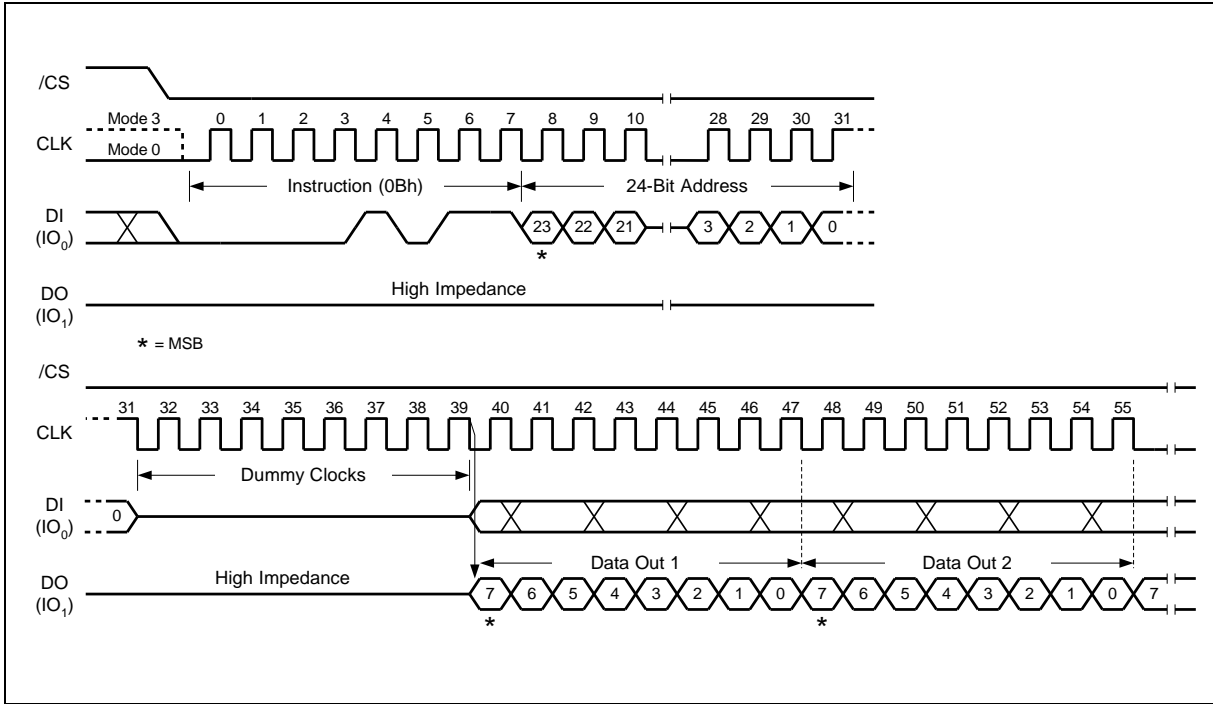 /CS
Mode 3 0 1 2 3 4 5 6 7 8 9 10 28 29 30 31
CLK
Mode 0
Instruction (0Bh) 24-Bit Address
DI
(IO0)
23 22 21 3 2 1 0
*
High Impedance
DO
(IO1)
* = MSB
/CS
31 32 33 34 35 36 37 38 39 40 41 42 43 44 45 46 47 48 49 50 51 52 53 54 55
CLK
Dummy Clocks
DI
(IO0)
0
Data Out 1 Data Out 2
High Impedance
DO
(IO1)
7 6 5 4 3 2 1 0 7 6 5 4 3 2 1 0 7
* *